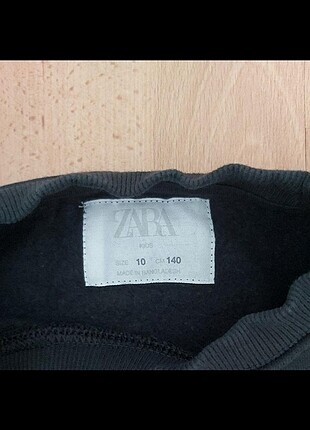 ZARA
KIDS
SIZE 10 CM 140
MADE IN BANGLADESH